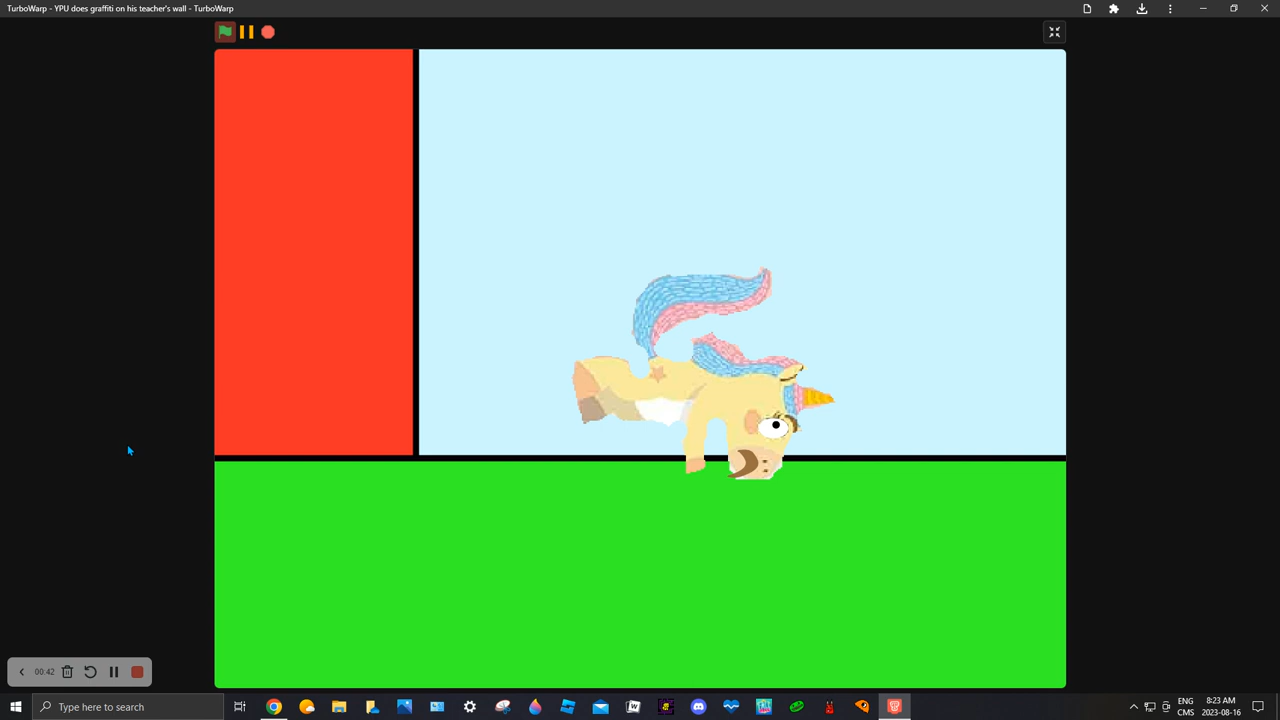 TurboWarp - YPU does graffiti on his teacher's wall - TurboWarp
00:42
Type here to search
ENG
CMS
8:23 AM
2023-08-16